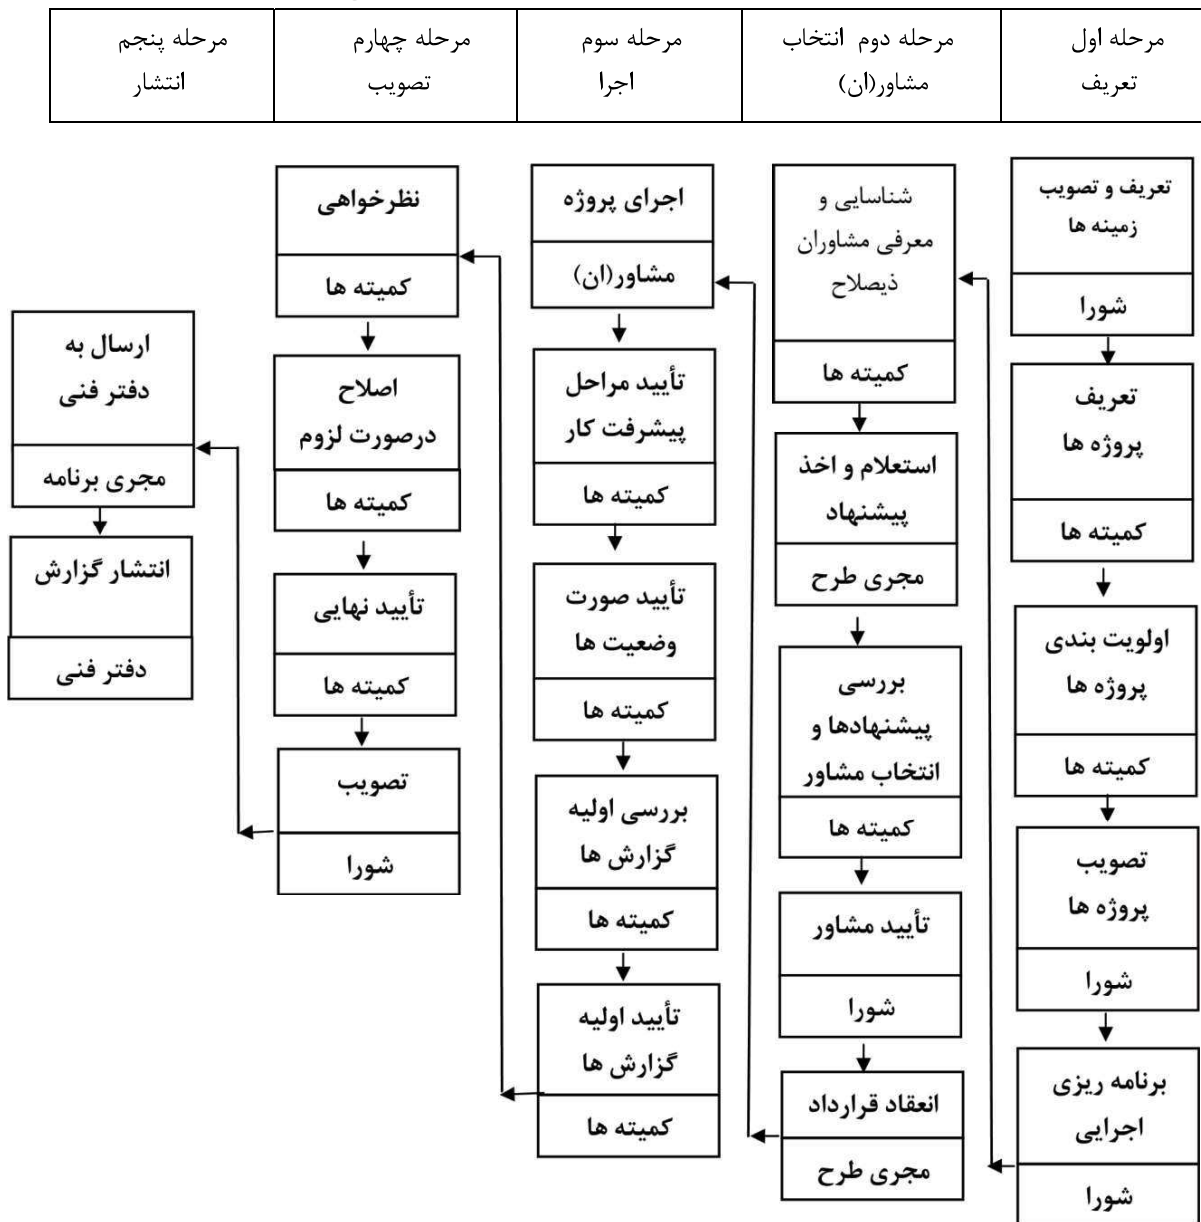 مرحله اول
تعریف
مرحله دوم انتخاب
مشاور(ان)
مرحله سوم
اجرا
مرحله چهارم
تصویب
مرحله پنجم
انتشار
تعریف و تصویب
زمینه ها
شورا
تعریف
پروژه ها
کمیته ها
اولویت بندی
پروژه ها
کمیته ها
تصویب
پروژه ها
شورا
برنامه ریزی
اجرایی
شورا
شناسایی و
معرفی مشاوران
ذیصلاح
کمیته ها
استعلام و اخذ
پیشنهاد
مجری طرح
بررسی
پیشنهادها و
انتخاب مشاور
کمیته ها
تأیید مشاور
شورا
انعقاد قرارداد
مجری طرح
اجرای پروژه
مشاور(ان)
تأیید مراحل
پیشرفت کار
کمیته ها
تأیید صورت
وضعیت ها
کمیته ها
بررسی اولیه
گزارش ها
کمیته ها
تأیید اولیه
گزارش ها
کمیته ها
نظرخواهی
کمیته ها
اصلاح
درصورت لزوم
کمیته ها
تأیید نهایی
کمیته ها
تصویب
شورا
ارسال به
دفتر فنی
مجری برنامه
انتشار گزارش
دفتر فنی